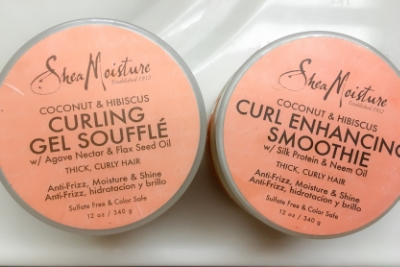 Shea Moisture
Established 1912
COCONUT & HIBISCUS
CURLING
GEL SOUFFLÉ
w/ Agave Nectar & Flax Seed Oil
THICK, CURLY HAIR
Anti-Frizz, Moisture & Shine
Anti-Frizz, hidratacion y brillo
Sulfate Free & Color Safe
12 oz / 340 g
Shea Moisture
Established 1912
COCONUT & HIBISCUS
CURL ENHANCING
SMOOTHIE
w/ Silk Protein & Neem Oil
THICK, CURLY HAIR
Anti-Frizz, Moisture & Shine
Anti-Frizz, hidratación y brillo
Sulfate Free & Color Safe
12 oz / 340 g